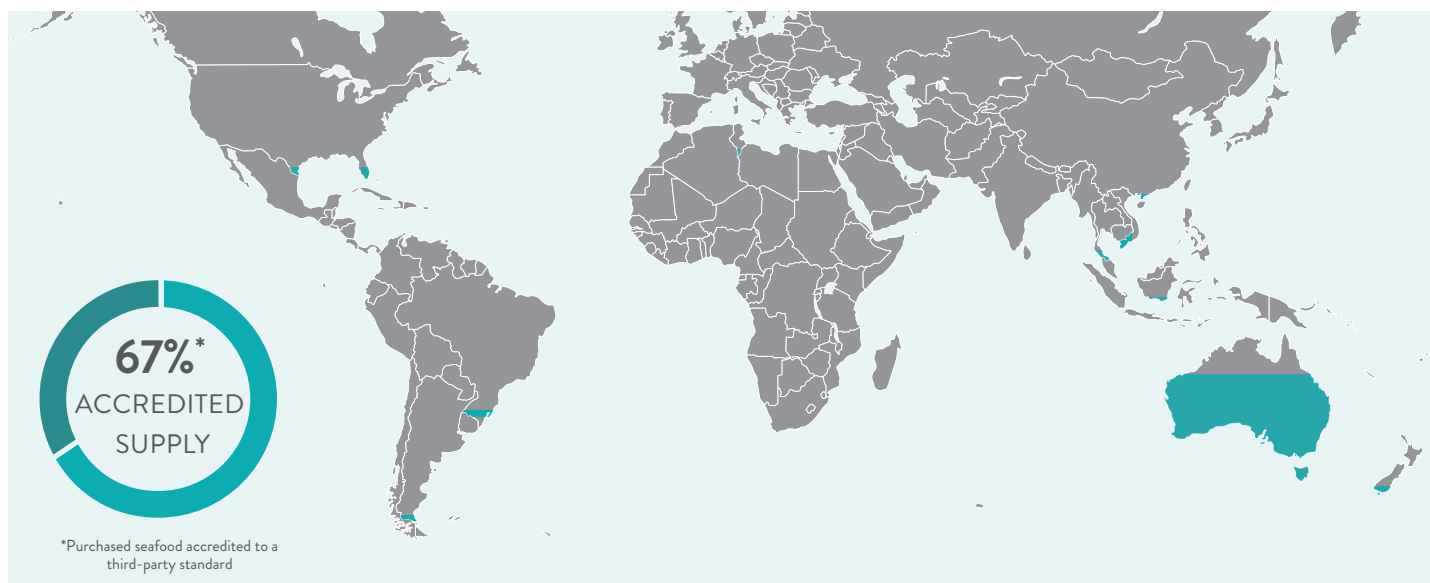 67%*
ACCREDITED
SUPPLY
*Purchased seafood accredited to a
third-party standard